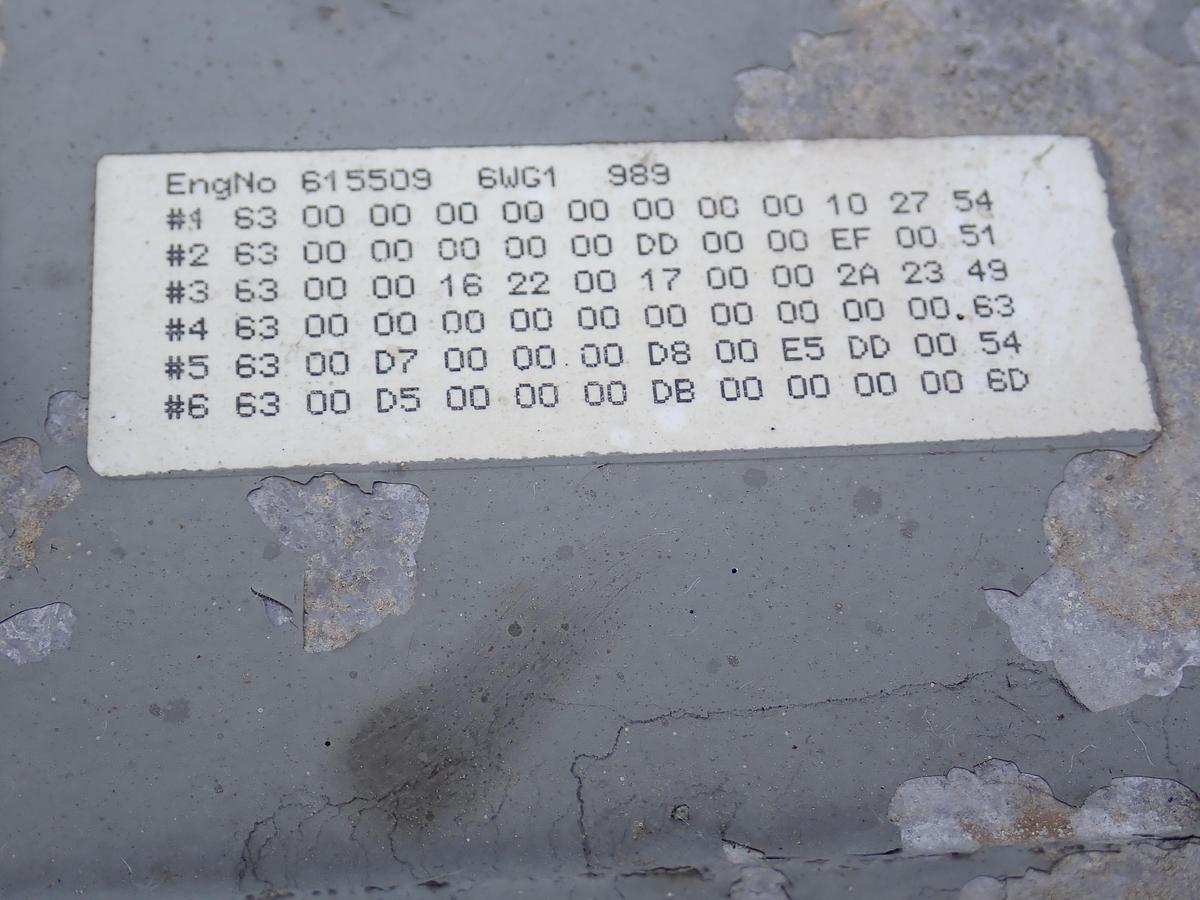 EngNo 615509 6WG1 989
#1 63 00 00 00 00 00 00 00 00 10 27 54
#2 63 00 00 00 00 00 DD 00 00 EF 00 51
#3 63 00 00 16 22 00 17 00 00 2A 23 49
#4 63 00 00 00 00 00 00 00 00 00 00 63
#5 63 00 D7 00 00 00 D8 00 E5 DD 00 54
#6 63 00 D5 00 00 00 DB 00 00 00 00 6D